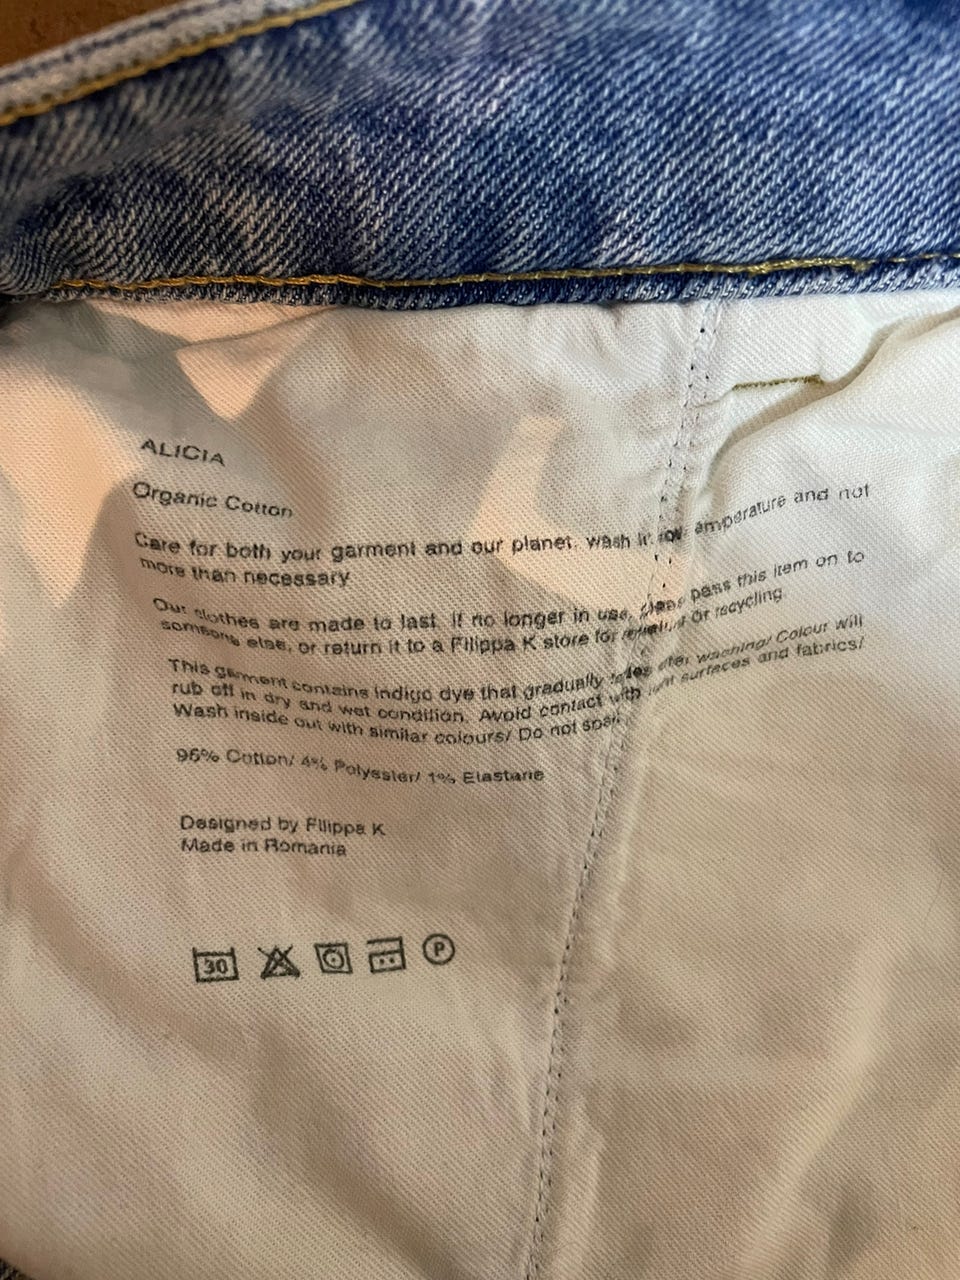 ALICIA
Organic Cotton
Care for both your garment and our planet, wash in low temperature and not
more than necessary
Our clothes are made to last. If no longer in use, please pass this item on to
someone else, or return it to a Filippa K store for or recycling.
This garment contains indigo dye that gradually fades after washing/ Colour will
rub off in dry and wet condition. Avoid contact with light surfaces and fabrics/
Wash inside out with similar colours/ Do not soak
95% Cotton/ 4% Polyester/ 1% Elastane
Designed by Filippa K
Made in Romania
30 P